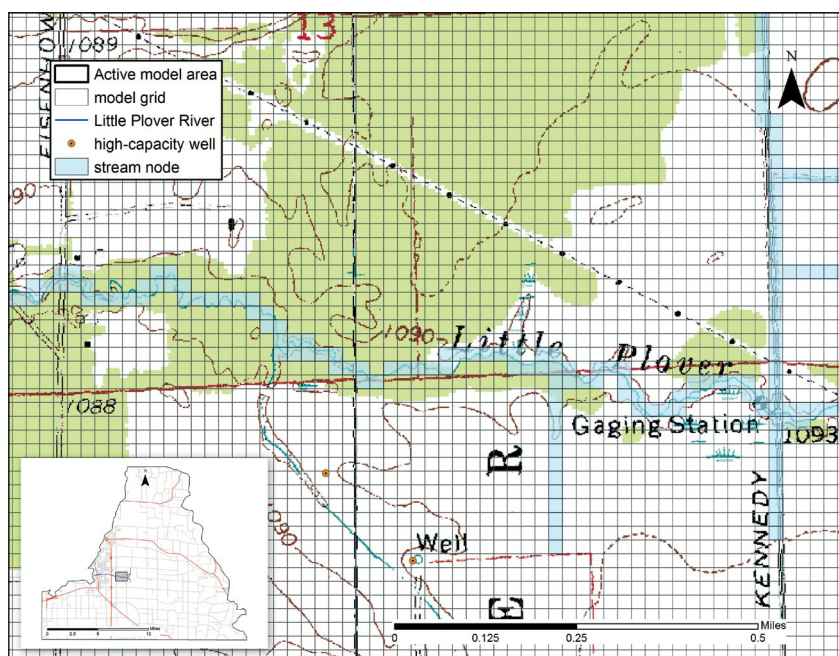 13
1089
EISENHOW
Active model area
model grid
Little Plover River
high-capacity well
stream node
N
090
1090
Little Plover
1088
Gaging Station
1093
R
KENNEDY
1090
Well
E
N
0 2.5 5 10
Miles
Miles
0 0.125 0.25 0.5